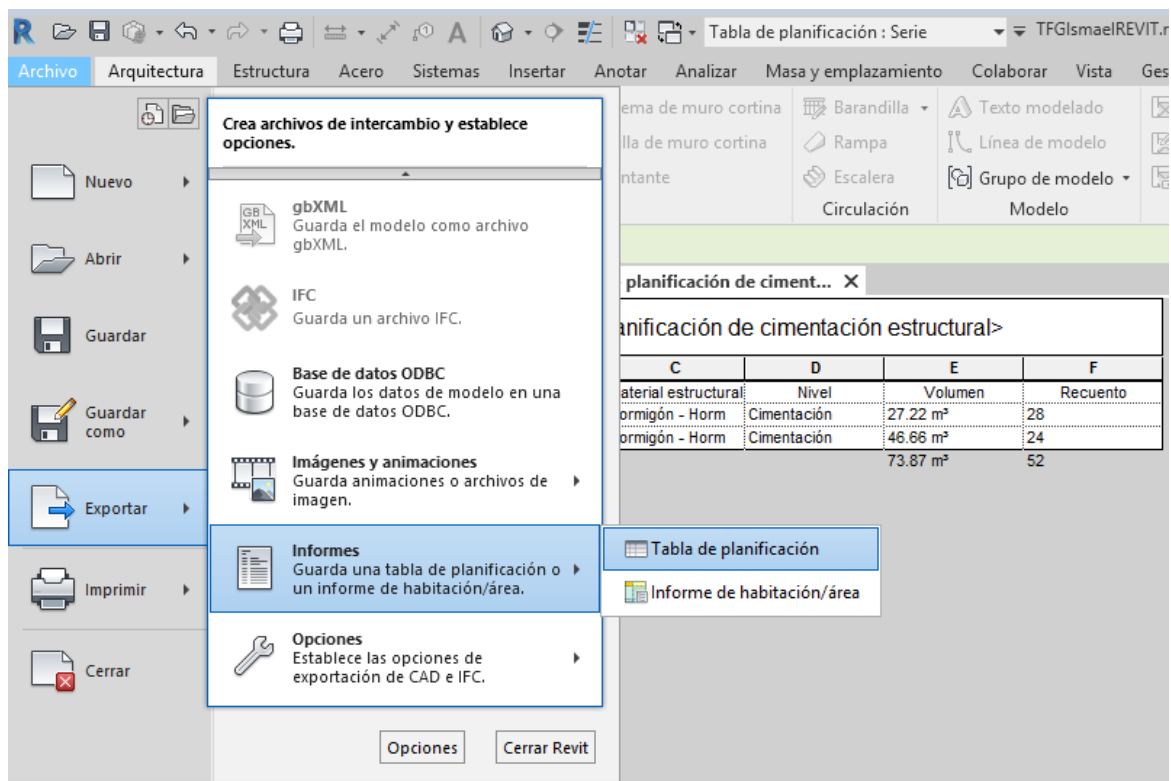 R A Tabla de planificación : Serie TFGIsmaelREVIT.r
Archivo Arquitectura Estructura Acero Sistemas Insertar Anotar Analizar Masa y emplazamiento Colaborar Vista Ges
Crea archivos de intercambio y establece
opciones.
Nuevo
Abrir
Guardar
Guardar
como
Exportar
Imprimir
Cerrar
GB
XML
gbXML
Guarda el modelo como archivo
gbXML.
IFC
Guarda un archivo IFC.
Base de datos ODBC
Guarda los datos de modelo en una
base de datos ODBC.
Imágenes y animaciones
Guarda animaciones o archivos de
imagen.
Informes
Guarda una tabla de planificación o
un informe de habitación/área.
Opciones
Establece las opciones de
exportación de CAD e IFC.
Opciones Cerrar Revit
Tabla de planificación
Informe de habitación/área
ema de muro cortina Barandilla Texto modelado
lla de muro cortina Rampa Línea de modelo
ntante Escalera Grupo de modelo
Circulación Modelo
planificación de ciment... X
nificación de cimentación estructural>
C D E F
aterial estructural Nivel Volumen Recuento
ormigón - Horm Cimentación 27.22 m³ 28
ormigón - Horm Cimentación 46.66 m³ 24
73.87 m³ 52